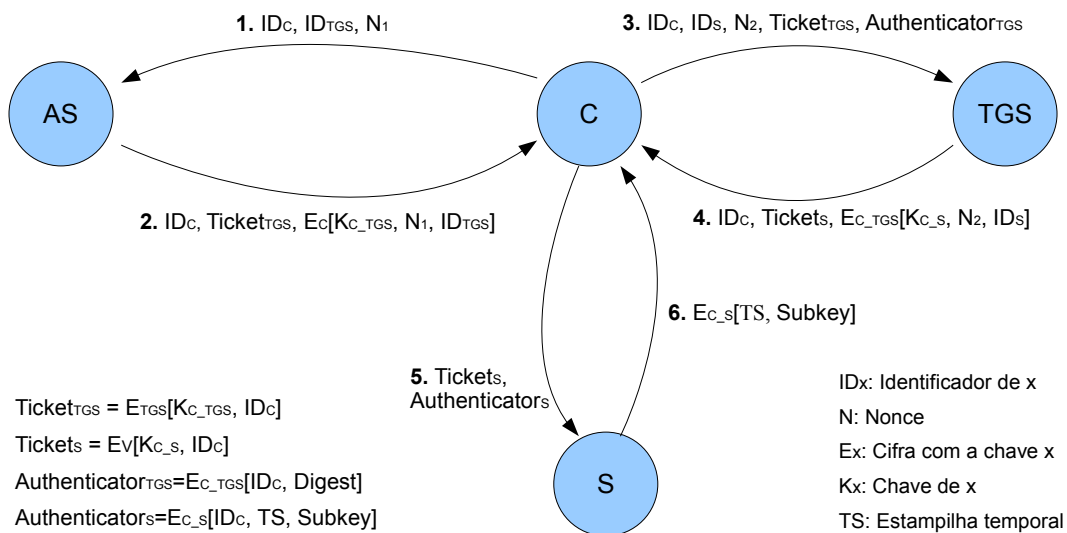 1. IDC, IDTGS, N1
3. IDC, IDS, N2, TicketTGS, AuthenticatorTGS
AS
C
TGS
2. IDC, TicketTGS, EC[KC_TGS, N1, IDTGS]
4. IDC, TicketS, EC_TGS[KC_S, N2, IDS]
6. EC_S[TS, Subkey]
5. TicketS,
AuthenticatorS
S
TicketTGS = ETGS[KC_TGS, IDC]
TicketS = EV[KC_S, IDC]
AuthenticatorTGS=EC_TGS[IDC, Digest]
AuthenticatorS=EC_S[IDC, TS, Subkey]
IDx: Identificador de x
N: Nonce
Ex: Cifra com a chave x
Kx: Chave de x
TS: Estampilha temporal